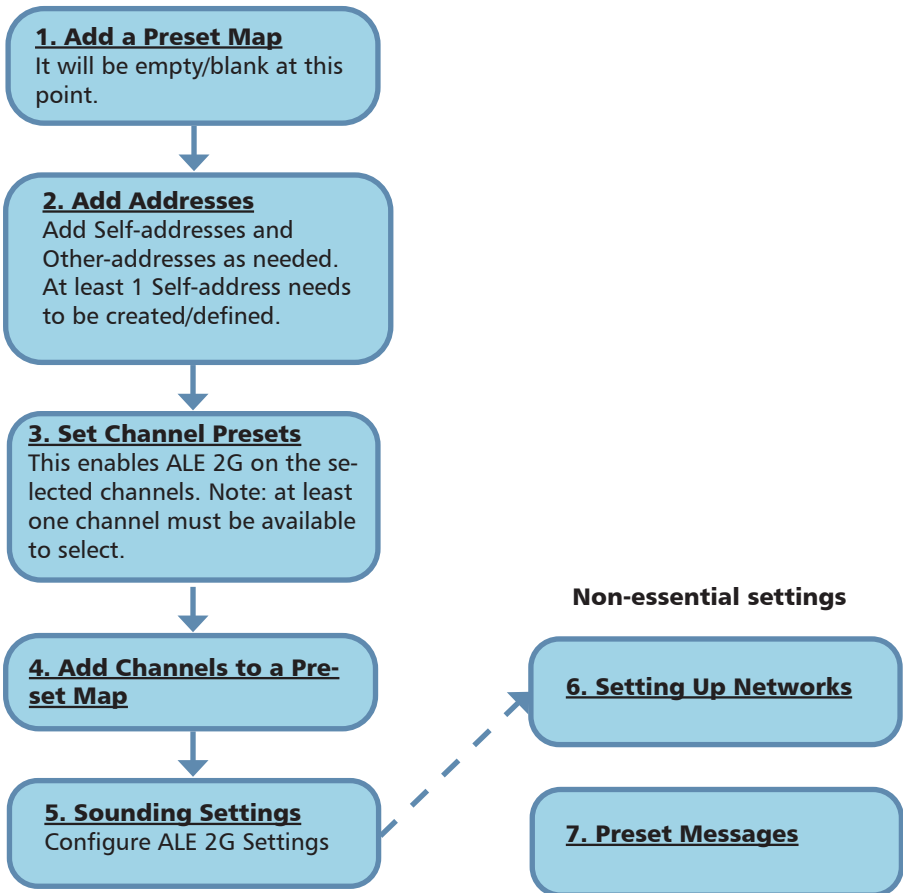 1. Add a Preset Map
It will be empty/blank at this
point.
2. Add Addresses
Add Self-addresses and
Other-addresses as needed.
At least 1 Self-address needs
to be created/defined.
3. Set Channel Presets
This enables ALE 2G on the se-
lected channels. Note: at least
one channel must be available
to select.
4. Add Channels to a Pre-
set Map
5. Sounding Settings
Configure ALE 2G Settings
Non-essential settings
6. Setting Up Networks
7. Preset Messages